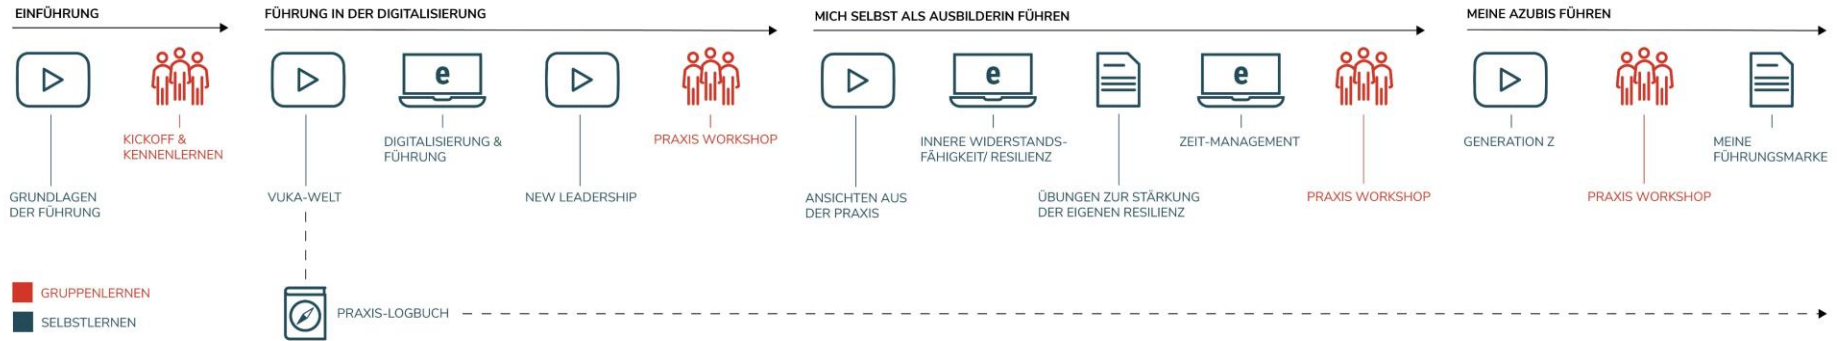 EINFÜHRUNG
FÜHRUNG IN DER DIGITALISIERUNG
MICH SELBST ALS AUSBILDERIN FÜHREN
MEINE AZUBIS FÜHREN
e
e
e
KICKOFF &
KENNENLERNEN
DIGITALISIERUNG &
FÜHRUNG
PRAXIS WORKSHOP
INNERE WIDERSTANDS-
FÄHIGKEIT/ RESILIENZ
ZEIT-MANAGEMENT
GENERATION Z
MEINE
FÜHRUNGSMARKE
GRUNDLAGEN
DER FÜHRUNG
VUKA-WELT
NEW LEADERSHIP
ANSICHTEN AUS
DER PRAXIS
ÜBUNGEN ZUR STÄRKUNG
DER EIGENEN RESILIENZ
PRAXIS WORKSHOP
PRAXIS WORKSHOP
GRUPPENLERNEN
SELBSTLERNEN
PRAXIS-LOGBUCH